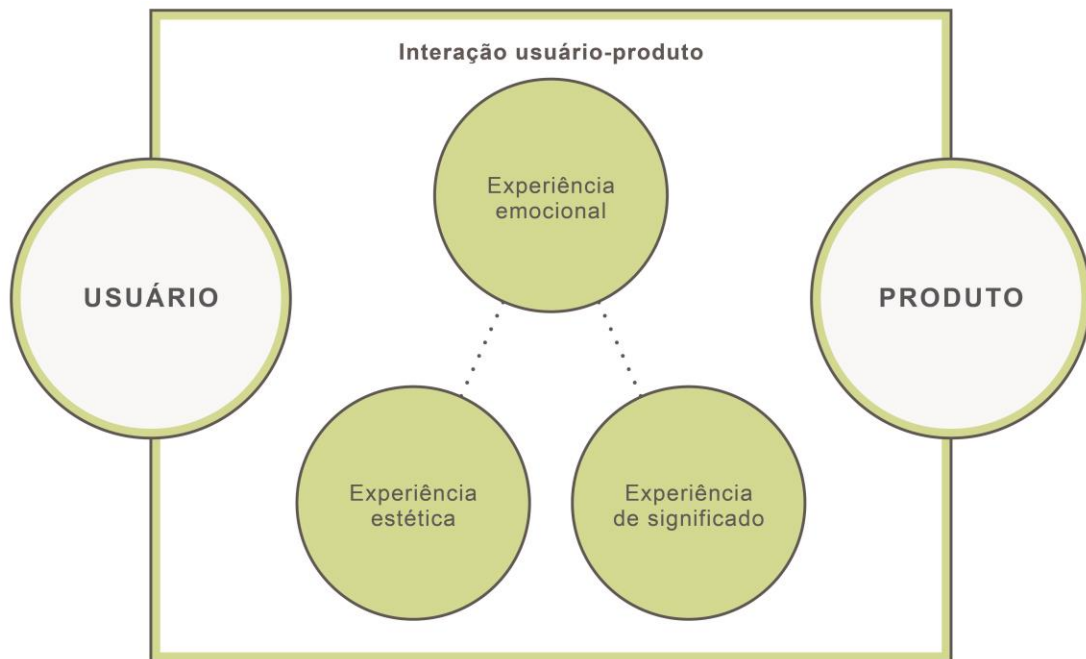 Interação usuário-produto
Experiência
emocional
USUÁRIO
PRODUTO
Experiência
estética
Experiência
de significado